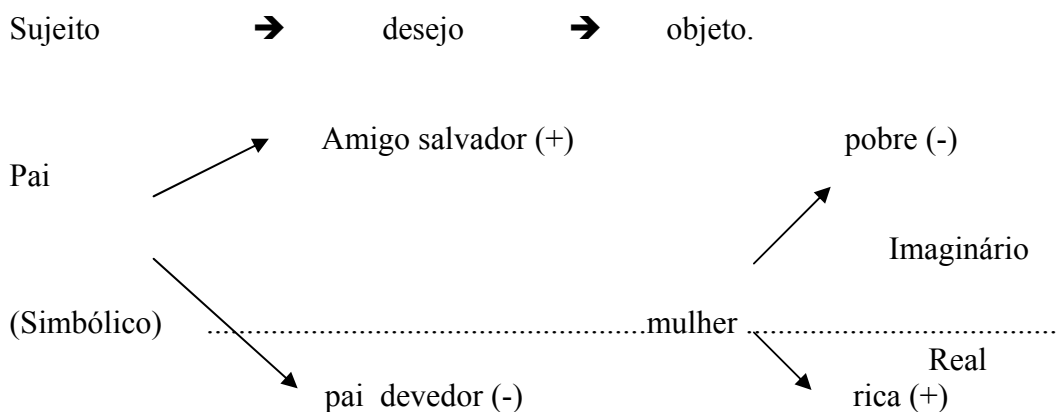 Sujeito ➔ desejo ➔ objeto.
Amigo salvador (+) pobre (-)
Pai
Imaginário
(Simbólico) ..........................................................mulher ........................................
Real
pai devedor (-) rica (+)